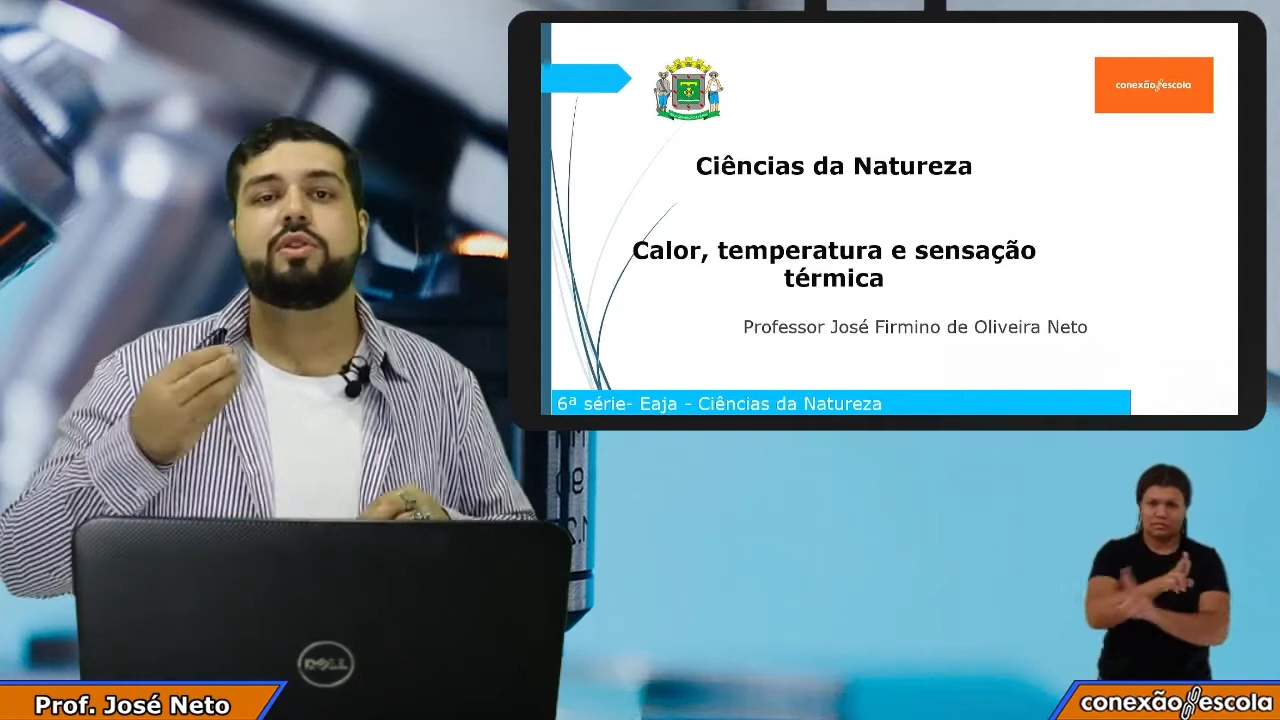 conexão escola
Ciências da Natureza
Calor, temperatura e sensação
térmica
Professor José Firmino de Oliveira Neto
6ª série- Eaja – Ciências da Natureza
DELL
Prof. José Neto
conexão escola